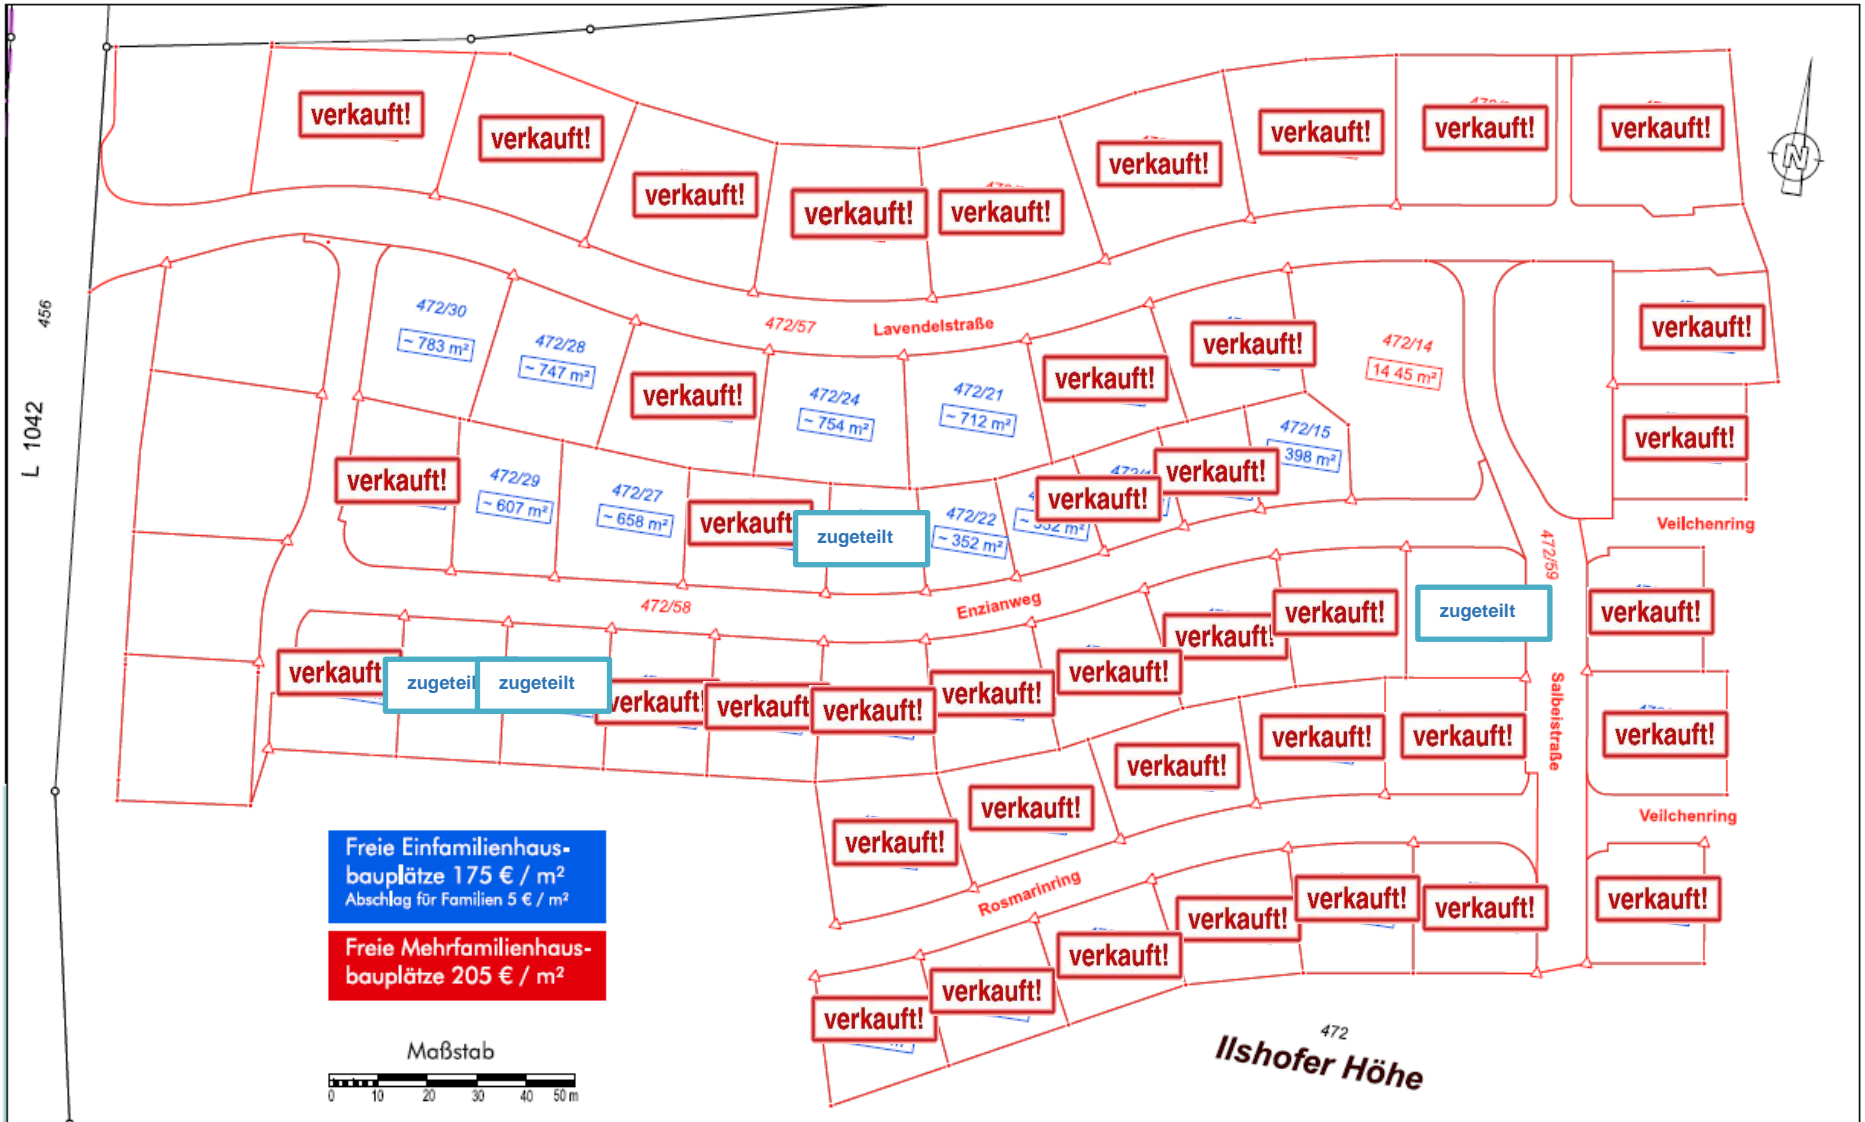 verkauft!
verkauft!
verkauft!
verkauft!
verkauft!
verkauft!
verkauft!
verkauft!
verkauft!
N
456
L 1042
472/57
Lavendelstraße
472/30
~ 783 m²
472/28
~ 747 m²
verkauft!
472/24
~ 754 m²
472/21
~ 712 m²
verkauft!
verkauft!
472/14
14 45 m²
verkauft!
verkauft!
verkauft!
472/29
~ 607 m²
472/27
~ 658 m²
verkauft
zugeteilt
472/22
~ 352 m²
verkauft!
verkauft!
472/15
398 m²
Veilchenring
472/59
472/58
Enzianweg
verkauft
zugeteil
zugeteilt
verkauft!
verkauft
verkauft!
verkauft!
verkauft!
verkauft!
verkauft!
zugeteilt
verkauft!
Salbeistraße
verkauft!
verkauft!
verkauft!
verkauft!
verkauft!
verkauft!
Veilchenring
Rosmarinring
verkauft!
verkauft!
verkauft!
verkauft!
verkauft!
verkauft!
verkauft!
Freie Einfamilienhaus-
bauplätze 175 € / m²
Abschlag für Familien 5 € / m²
Freie Mehrfamilienhaus-
bauplätze 205 € / m²
Maßstab
0 10 20 30 40 50 m
472
Ilshofer Höhe